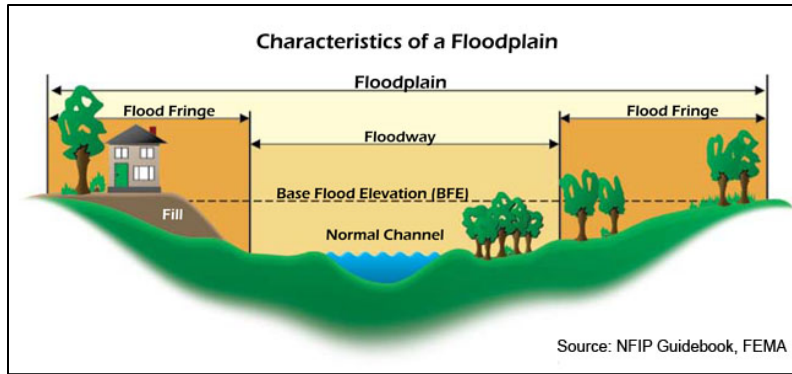 Characteristics of a Floodplain
Floodplain
Flood Fringe
Flood Fringe
Floodway
Base Flood Elevation (BFE)
Fill
Normal Channel
Source: NFIP Guidebook, FEMA